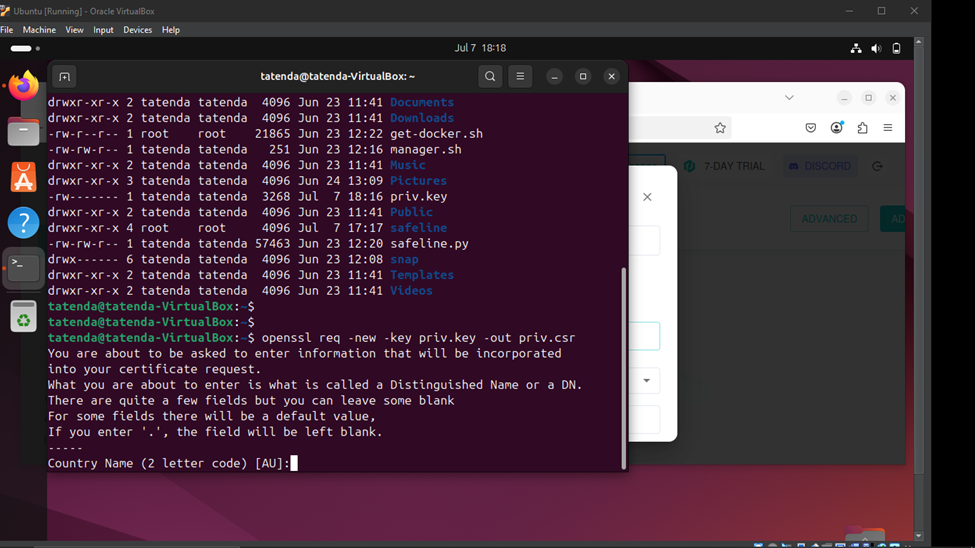 Ubuntu [Running] - Oracle VirtualBox
File Machine View Input Devices Help
Jul 7 18:18
tatenda@tatenda-VirtualBox: ~
drwxr-xr-x 2 tatenda tatenda 4096 Jun 23 11:41 Documents
drwxr-xr-x 2 tatenda tatenda 4096 Jun 23 11:41 Downloads
-rw-r--r-- 1 root root 21865 Jun 23 12:22 get-docker.sh
-rw-rw-r-- 1 tatenda tatenda 251 Jun 23 12:16 manager.sh
drwxr-xr-x 2 tatenda tatenda 4096 Jun 23 11:41 Music
drwxr-xr-x 3 tatenda tatenda 4096 Jun 24 13:09 Pictures
-rw------- 1 tatenda tatenda 3268 Jul 7 18:16 priv.key
drwxr-xr-x 2 tatenda tatenda 4096 Jun 23 11:41 Public
drwxr-xr-x 4 root root 4096 Jul 7 17:17 safeline
-rw-rw-r-- 1 tatenda tatenda 57463 Jun 23 12:20 safeline.py
drwx------ 6 tatenda tatenda 4096 Jun 23 12:08 snap
drwxr-xr-x 2 tatenda tatenda 4096 Jun 23 11:41 Templates
drwxr-xr-x 2 tatenda tatenda 4096 Jun 23 11:41 Videos
tatenda@tatenda-VirtualBox:~$
tatenda@tatenda-VirtualBox:~$
tatenda@tatenda-VirtualBox:~$ openssl req -new -key priv.key -out priv.csr
You are about to be asked to enter information that will be incorporated
into your certificate request.
What you are about to enter is what is called a Distinguished Name or a DN.
There are quite a few fields but you can leave some blank
For some fields there will be a default value,
If you enter '.', the field will be left blank.
-----
Country Name (2 letter code) [AU]:
7-DAY TRIAL
DISCORD
ADVANCED
AD